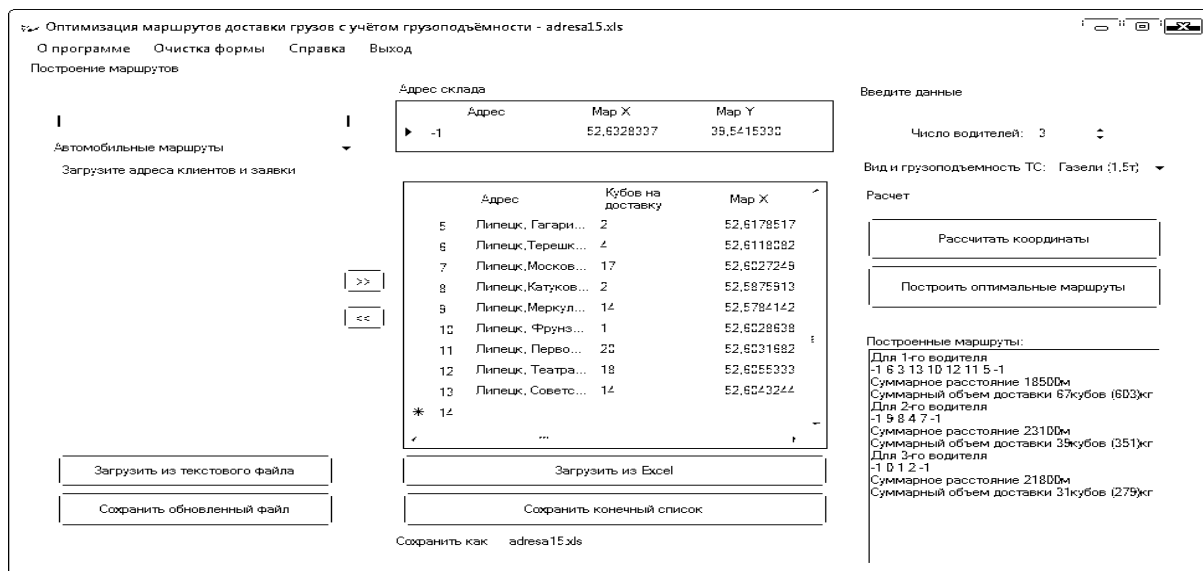 Оптимизация маршрутов доставки грузов с учётом грузоподъёмности - adresa15.xls
О программе Очистка формы Справка Выход
Построение маршрутов
Автомобильные маршруты
Загрузите адреса клиентов и заявки
>>
<<
Загрузить из текстового файла
Сохранить обновленный файл
Адрес склада
Адрес Map X Map Y
-1 52,6328337 39,5415330
Адрес Кубов на доставку Map X
5 Липецк, Гагари... 2 52,6178517
6 Липецк,Терешк... 4 52,6118082
7 Липецк,Москов... 17 52,6027249
8 Липецк,Катуков... 2 52,5875913
9 Липецк,Меркул... 14 52,5784142
10 Липецк, Фрунз... 1 52,6028638
11 Липецк, Перво... 20 52,6031682
12 Липецк, Театра... 18 52,6055333
13 Липецк, Советс... 14 52,6043244
* 14
Загрузить из Excel
Сохранить конечный список
Сохранить как adresa15.xls
Введите данные
Число водителей: 3
Вид и грузоподъемность ТС: Газели (1,5т)
Расчет
Рассчитать координаты
Построить оптимальные маршруты
Построенные маршруты:
Для 1-го водителя
-1 6 3 13 10 12 11 5 -1
Суммарное расстояние 18500м
Суммарный объем доставки 67кубов (603)кг
Для 2-го водителя
-1 9 8 4 7 -1
Суммарное расстояние 23100м
Суммарный объем доставки 39кубов (351)кг
Для 3-го водителя
-1 0 1 2 -1
Суммарное расстояние 21800м
Суммарный объем доставки 31кубов (279)кг